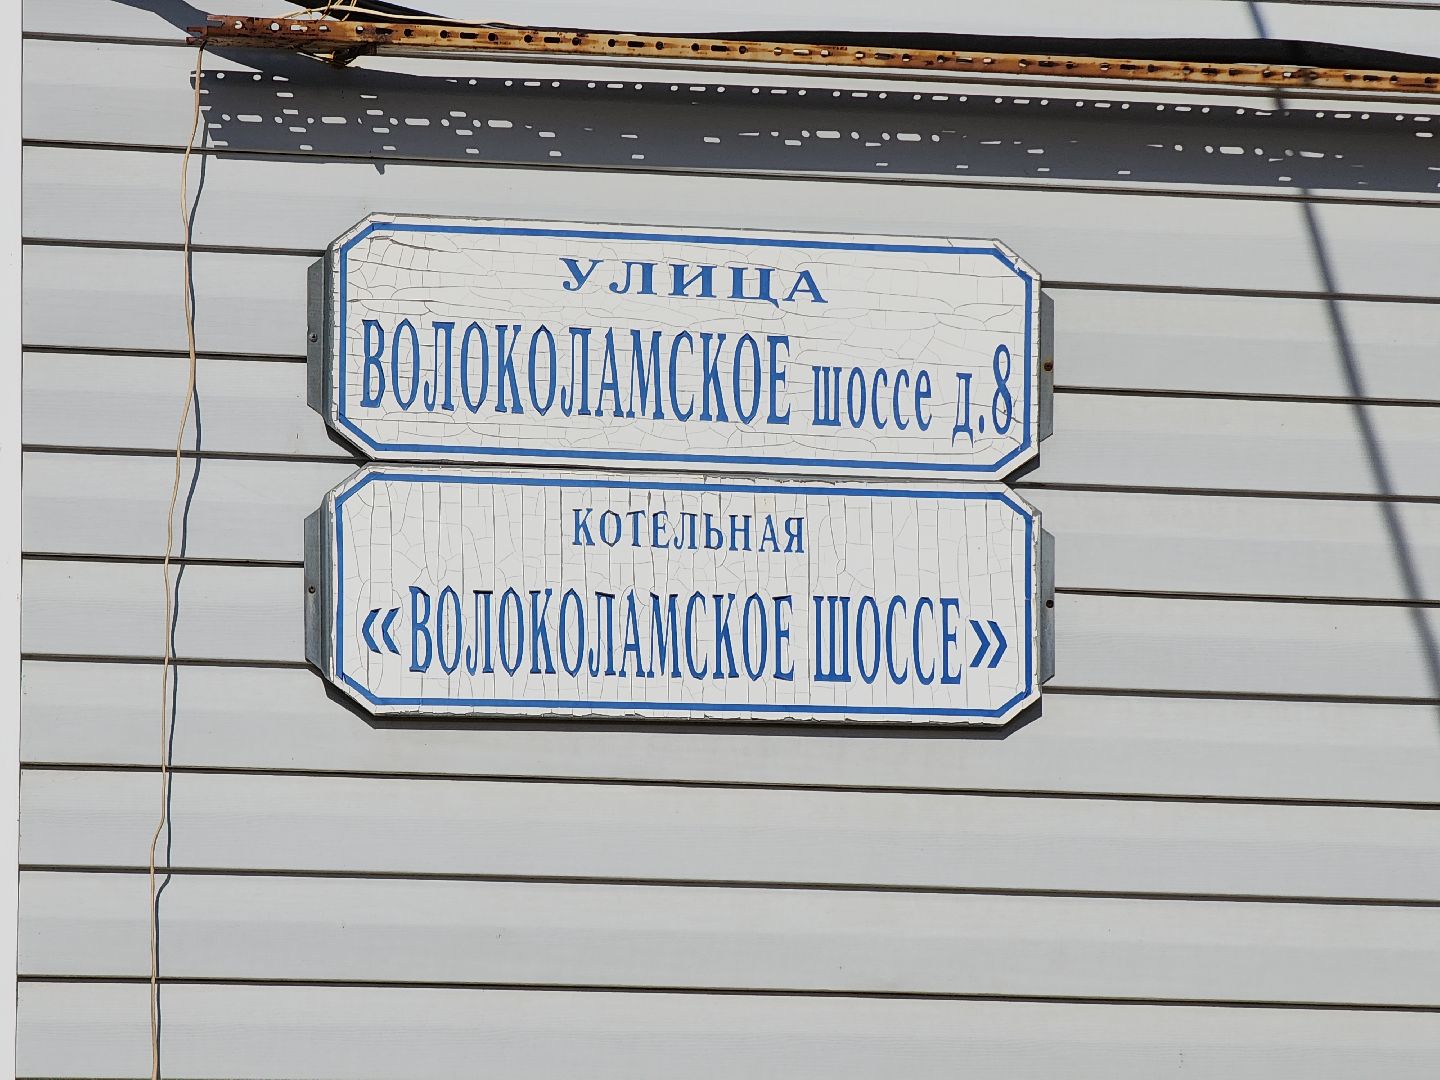 УЛИЦА
ВОЛОКОЛАМСКОЕ шоссе д.8
КОТЕЛЬНАЯ
«ВОЛОКОЛАМСКОЕ ШОССЕ»